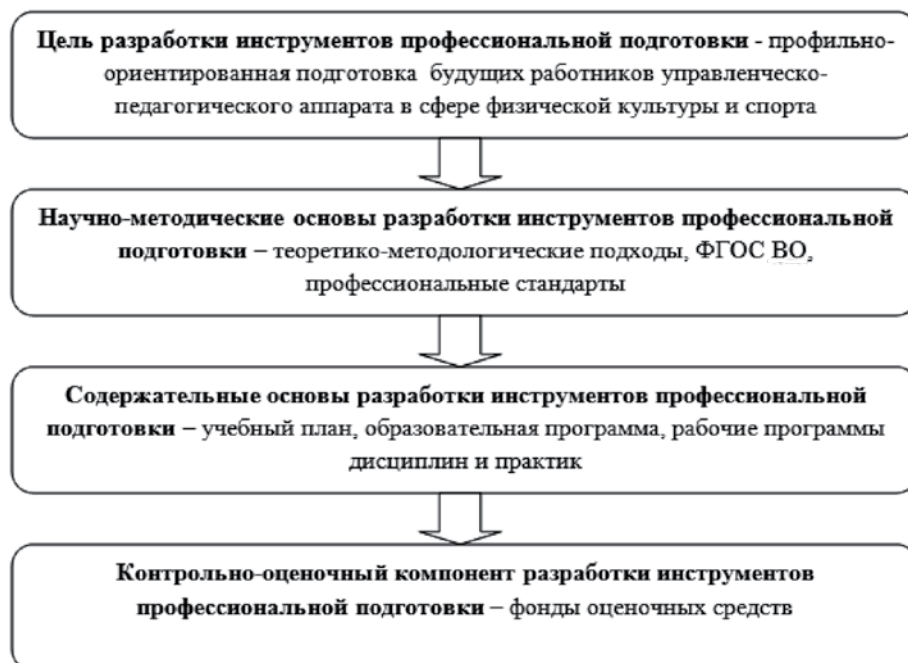 Цель разработки инструментов профессиональной подготовки - профильно-
ориентированная подготовка будущих работников управленческо-
педагогического аппарата в сфере физической культуры и спорта
Научно-методические основы разработки инструментов профессиональной
подготовки – теоретико-методологические подходы, ФГОС ВО,
профессиональные стандарты
Содержательные основы разработки инструментов профессиональной
подготовки – учебный план, образовательная программа, рабочие программы
дисциплин и практик
Контрольно-оценочный компонент разработки инструментов
профессиональной подготовки – фонды оценочных средств